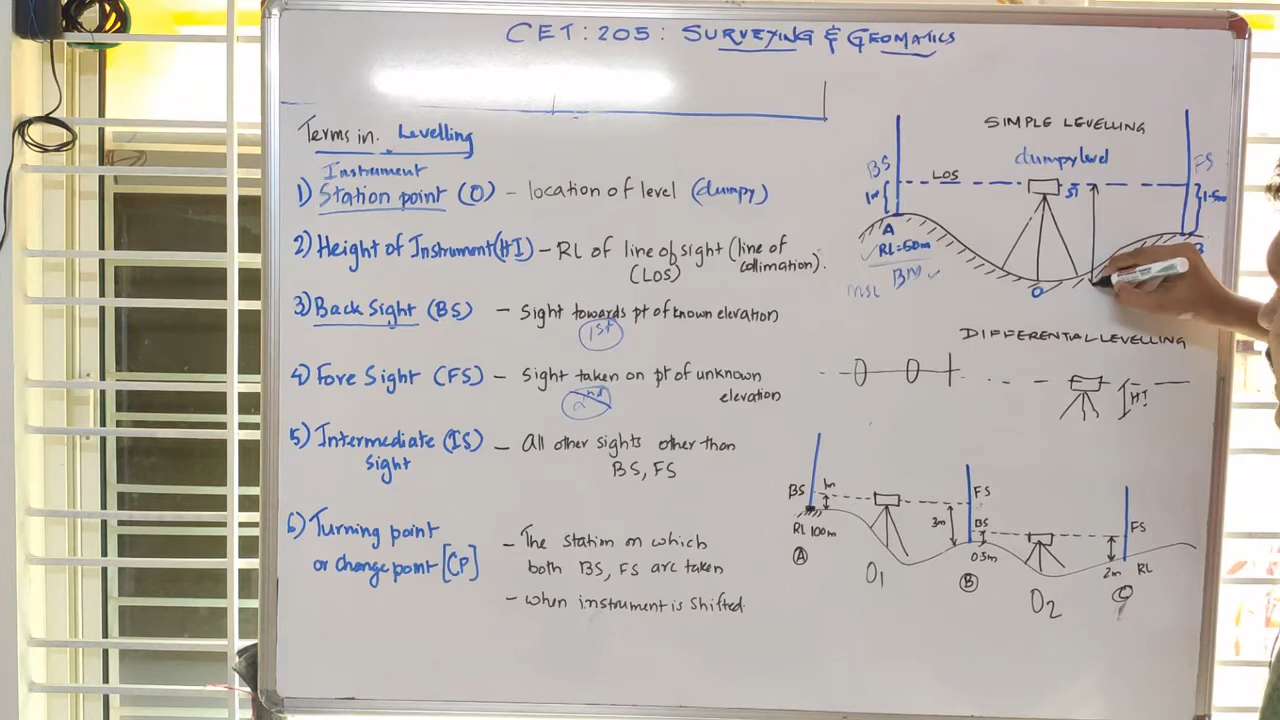 CET: 205: SURVEYING & GEOMATICS
Terms in. Levelling
Instrument
1) Station point (O) - location of level (dumpy)
2) Height of Instrument (HI) - RL of line of sight (line of
(LOS) collimation).
3) Back Sight (BS) - Sight towards pt of known elevation
1st
4) Fore Sight (FS) - Sight taken on pt of unknown
elevation
2nd
5) Intermediate (IS) - All other sights other than
sight BS, FS
6) Turning point
or change point [CP]
- The station on which
both BS, FS are taken
- when instrument is shifted.
SIMPLE LEVELLING
dumpy level
BS
LOS
FS
1m
1.5m
A
RL=50m
BM
MSL
O
B
DIFFERENTIAL LEVELLING
HI
BS 1m
RL 100m
A
O1
FS
3m
BS
0.5m
B
O2
FS
2m RL
C